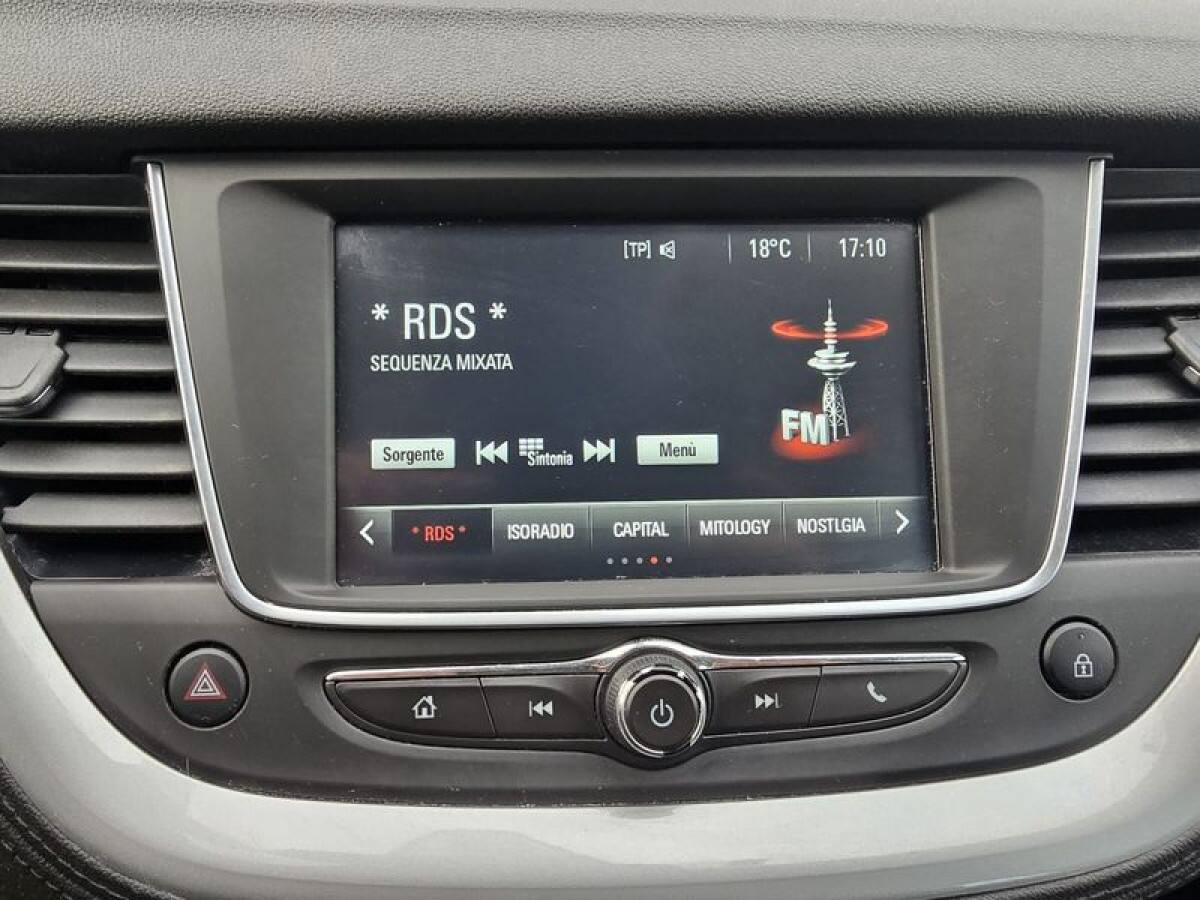 [TP] 18°C 17:10
* RDS *
SEQUENZA MIXATA
FM
Sorgente Sintonia Menù
* RDS * ISORADIO CAPITAL MITOLOGY NOSTLGIA